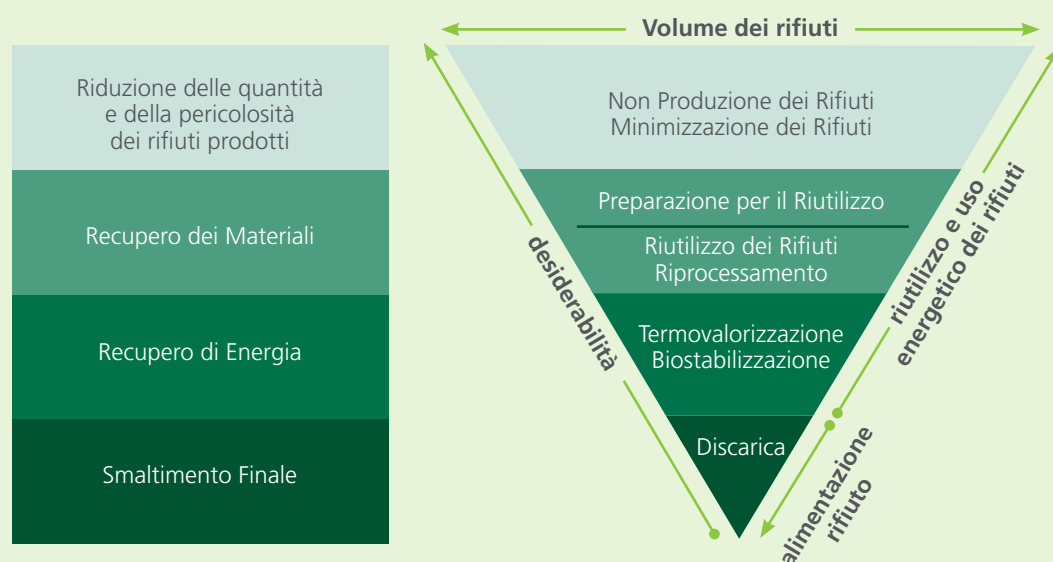 Volume dei rifiuti
Riduzione delle quantità
e della pericolosità
dei rifiuti prodotti
Recupero dei Materiali
Recupero di Energia
Smaltimento Finale
Non Produzione dei Rifiuti
Minimizzazione dei Rifiuti
Preparazione per il Riutilizzo
Riutilizzo dei Rifiuti
Riprocessamento
Termovalorizzazione
Biostabilizzazione
Discarica
desiderabilità
riutilizzo e uso
energetico dei rifiuti
alimentazione
rifiuto